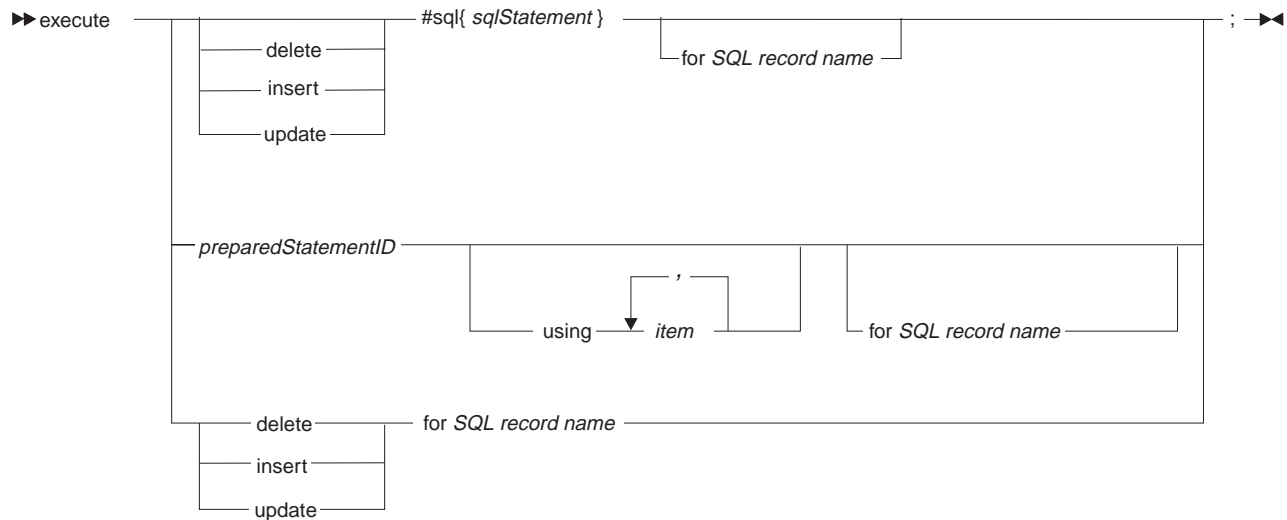 execute #sql{ sqlStatement } ;
delete for SQL record name
insert
update
preparedStatementID
,
using item for SQL record name
delete for SQL record name
insert
update